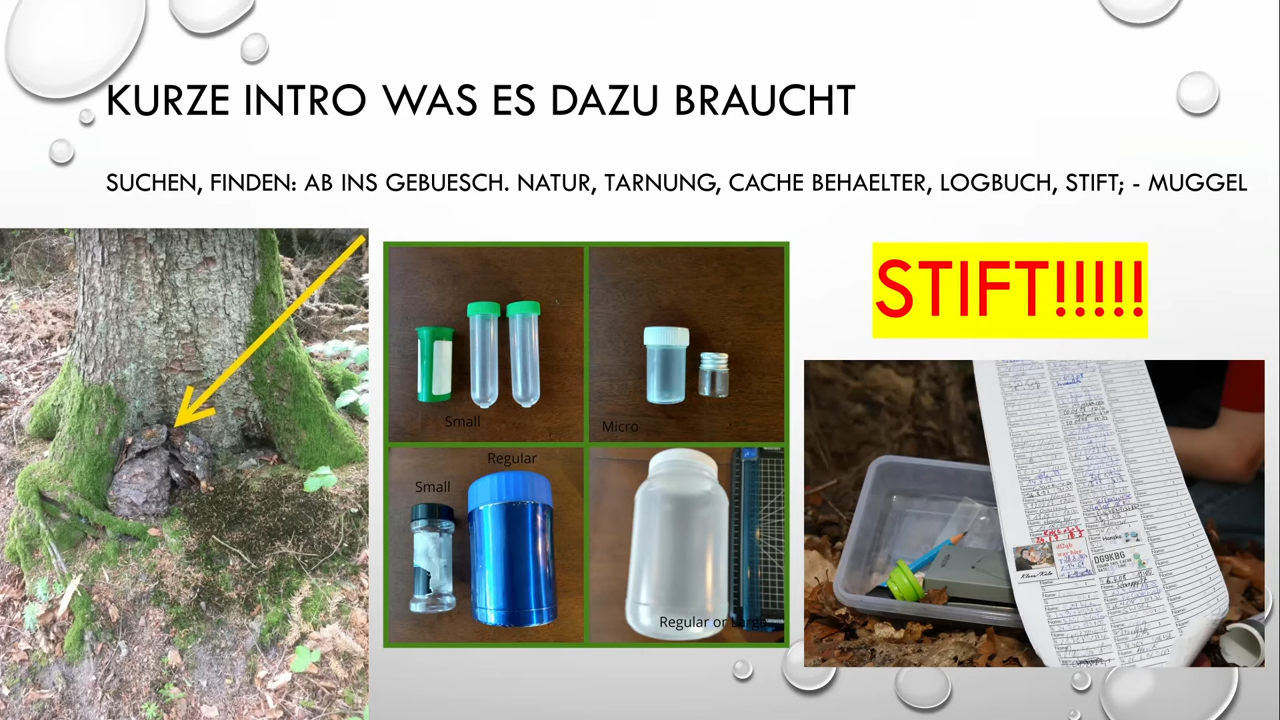 KURZE INTRO WAS ES DAZU BRAUCHT
SUCHEN, FINDEN: AB INS GEBUESCH. NATUR, TARNUNG, CACHE BEHAELTER, LOGBUCH, STIFT; - MUGGEL
STIFT!!!!!
Small
Micro
Regular
Small
Regular or Large
DG9KBG